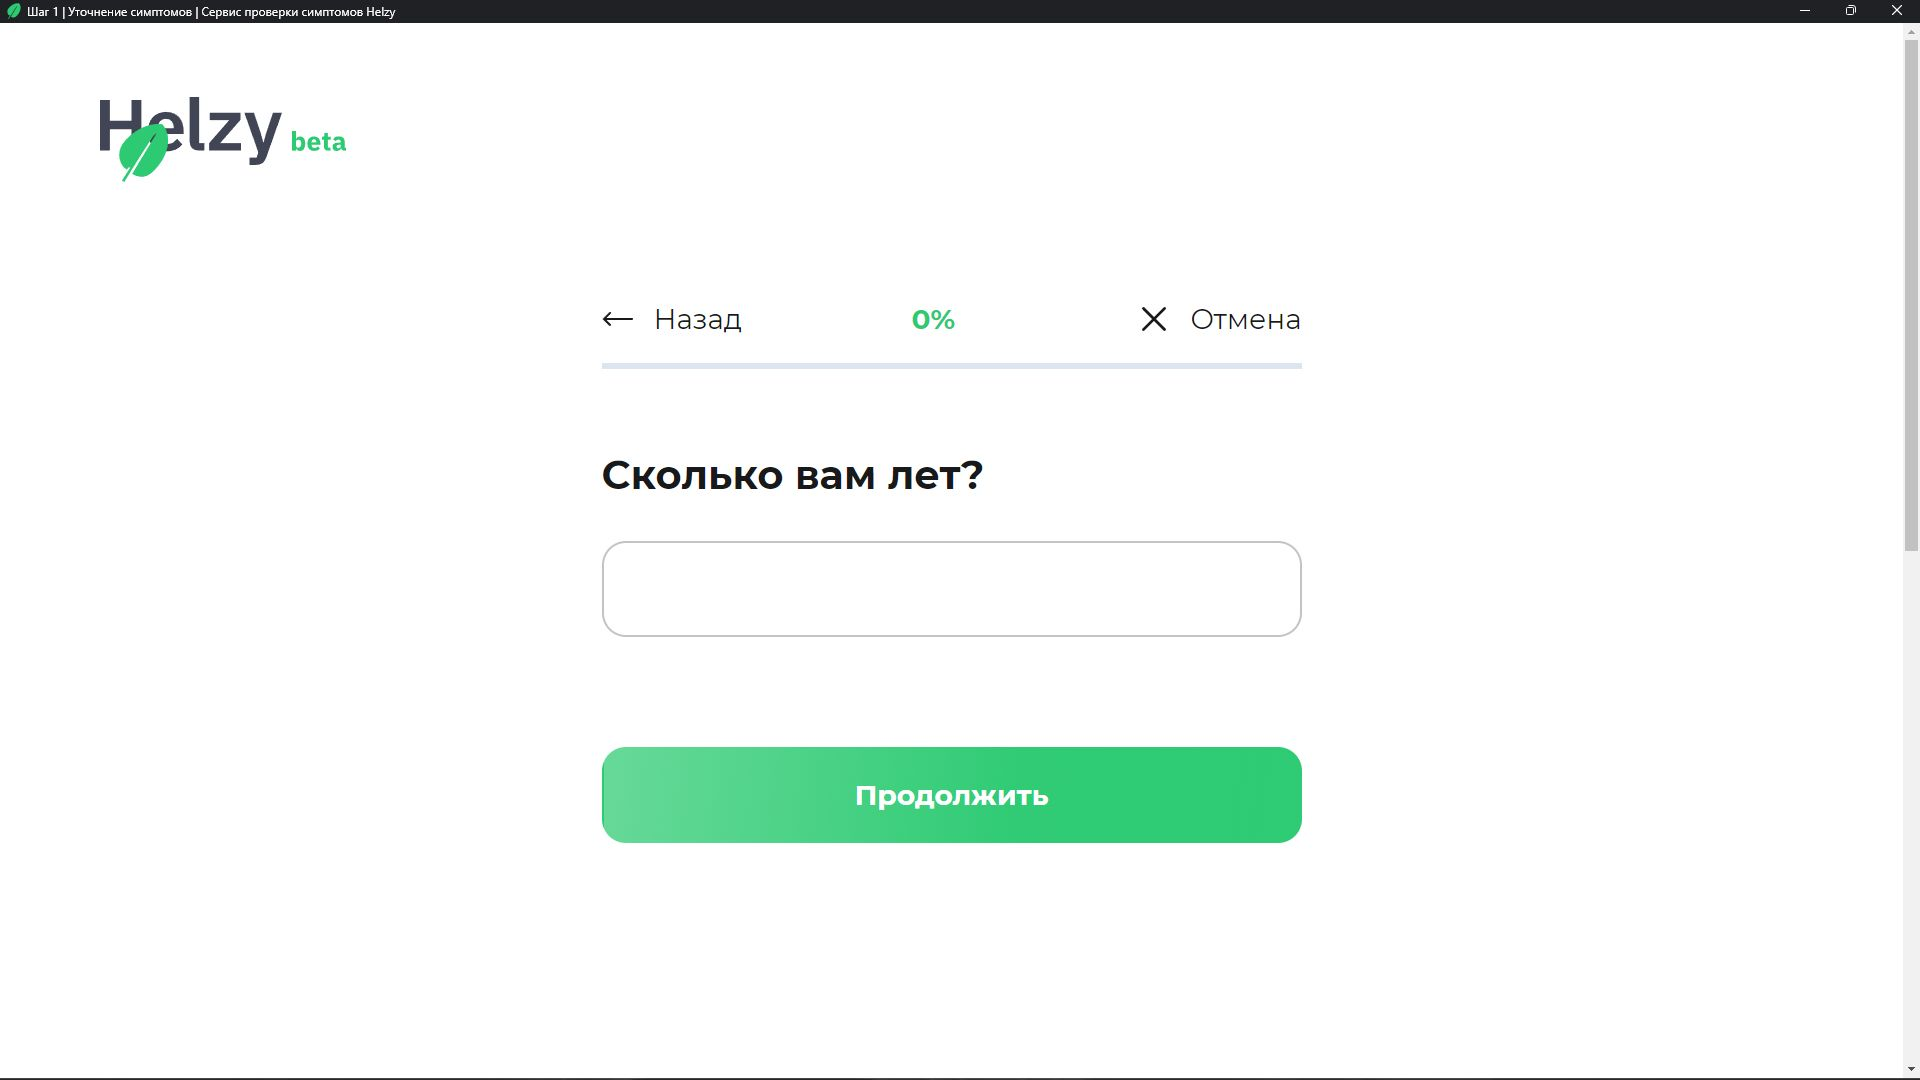 Шаг 1 | Уточнение симптомов | Сервис проверки симптомов Helzy
Helzy beta
Назад 0% Отмена
Сколько вам лет?
Продолжить